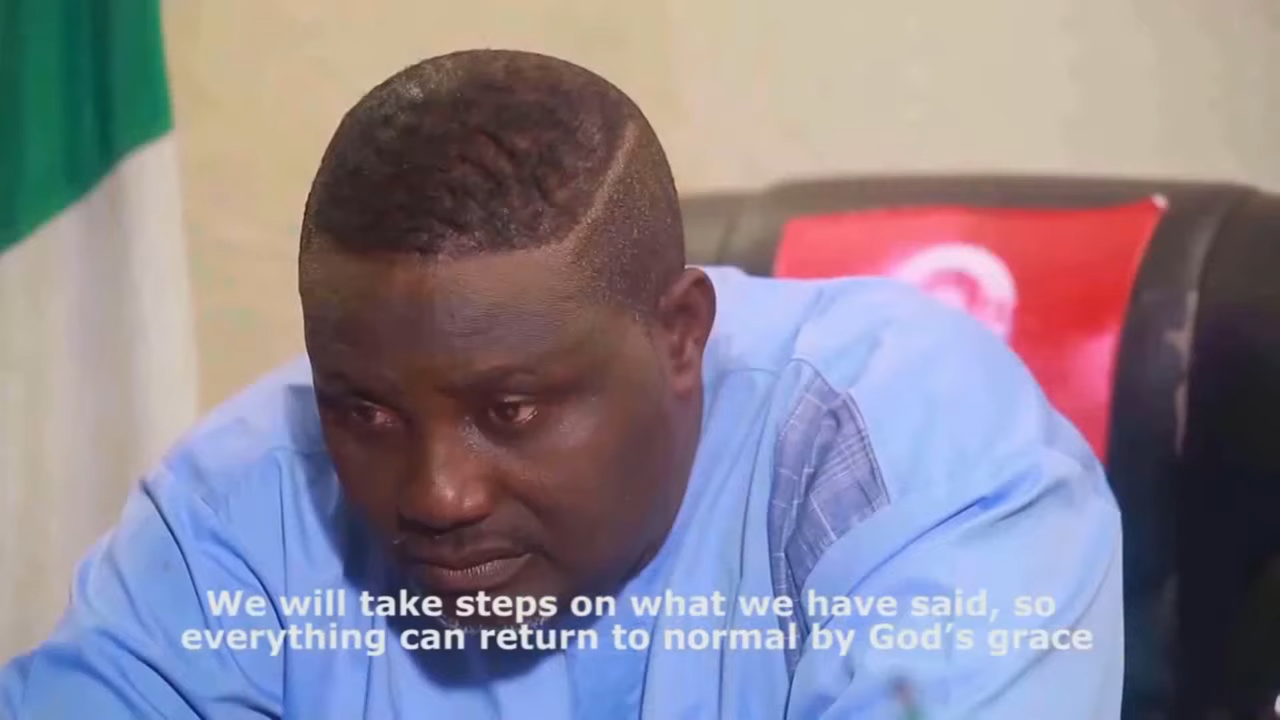 We will take steps on what we have said, so
everything can return to normal by God’s grace